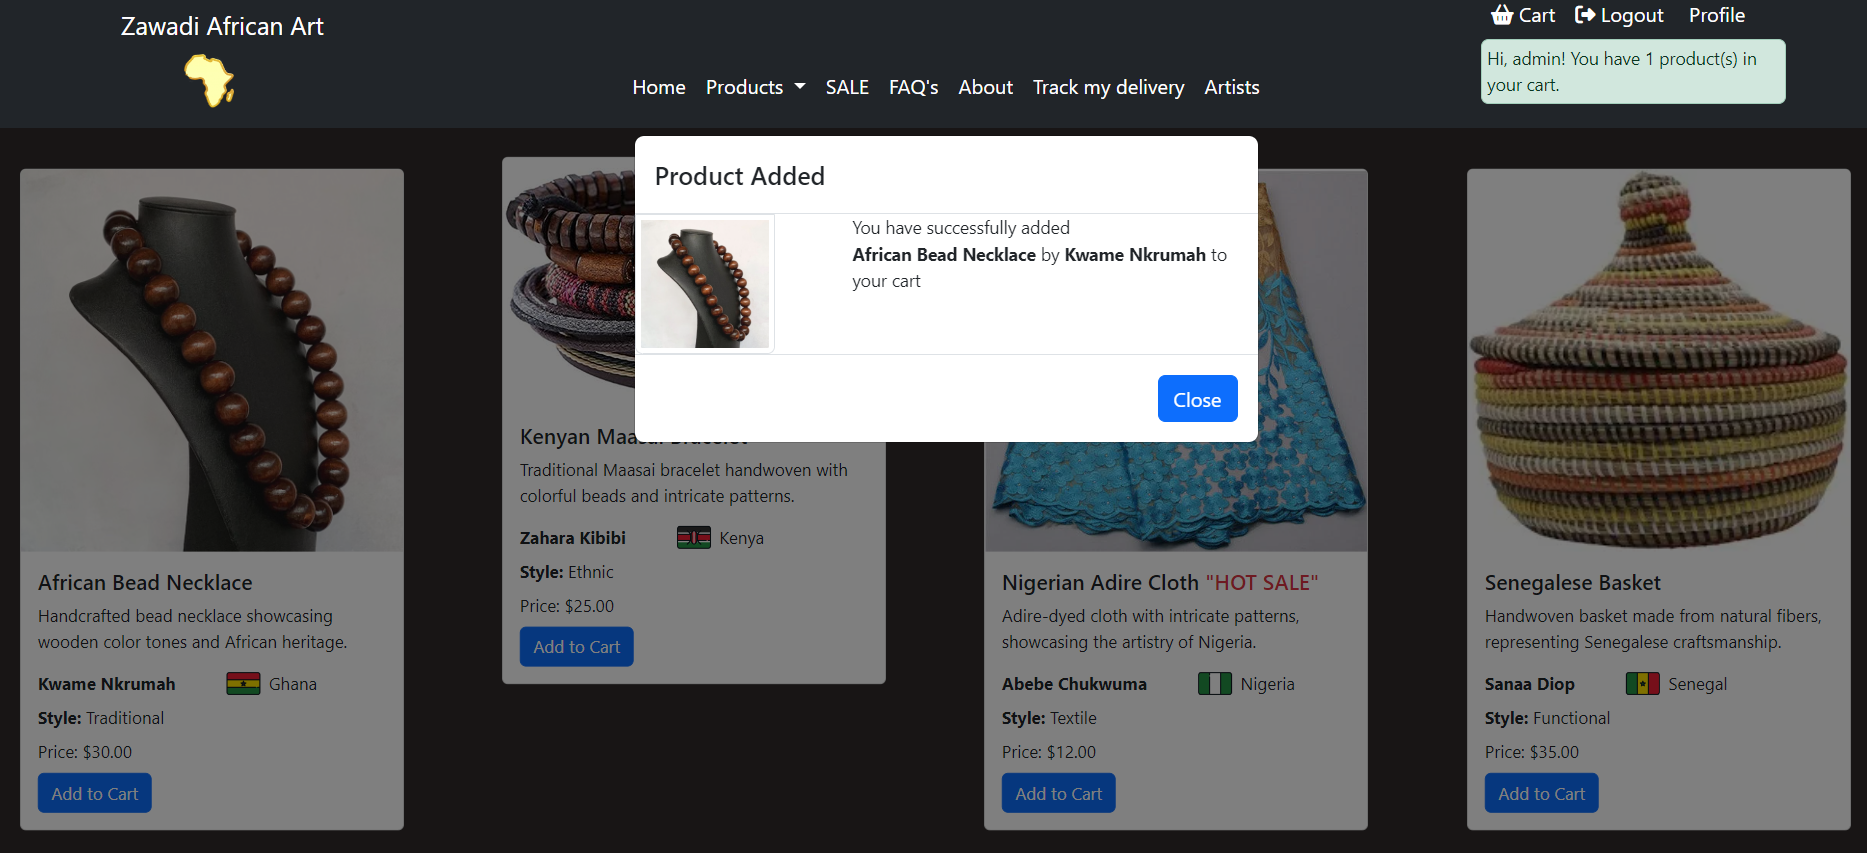 Zawadi African Art
Cart Logout Profile
Hi, admin! You have 1 product(s) in
your cart.
Home Products SALE FAQ's About Track my delivery Artists
Product Added
You have successfully added
African Bead Necklace by Kwame Nkrumah to
your cart
Close
African Bead Necklace
Handcrafted bead necklace showcasing
wooden color tones and African heritage.
Kwame Nkrumah Ghana
Style: Traditional
Price: $30.00
Add to Cart
Kenyan Maasai Bracelet
Traditional Maasai bracelet handwoven with
colorful beads and intricate patterns.
Zahara Kibibi Kenya
Style: Ethnic
Price: $25.00
Add to Cart
Nigerian Adire Cloth "HOT SALE"
Adire-dyed cloth with intricate patterns,
showcasing the artistry of Nigeria.
Abebe Chukwuma Nigeria
Style: Textile
Price: $12.00
Add to Cart
Senegalese Basket
Handwoven basket made from natural fibers,
representing Senegalese craftsmanship.
Sanaa Diop Senegal
Style: Functional
Price: $35.00
Add to Cart